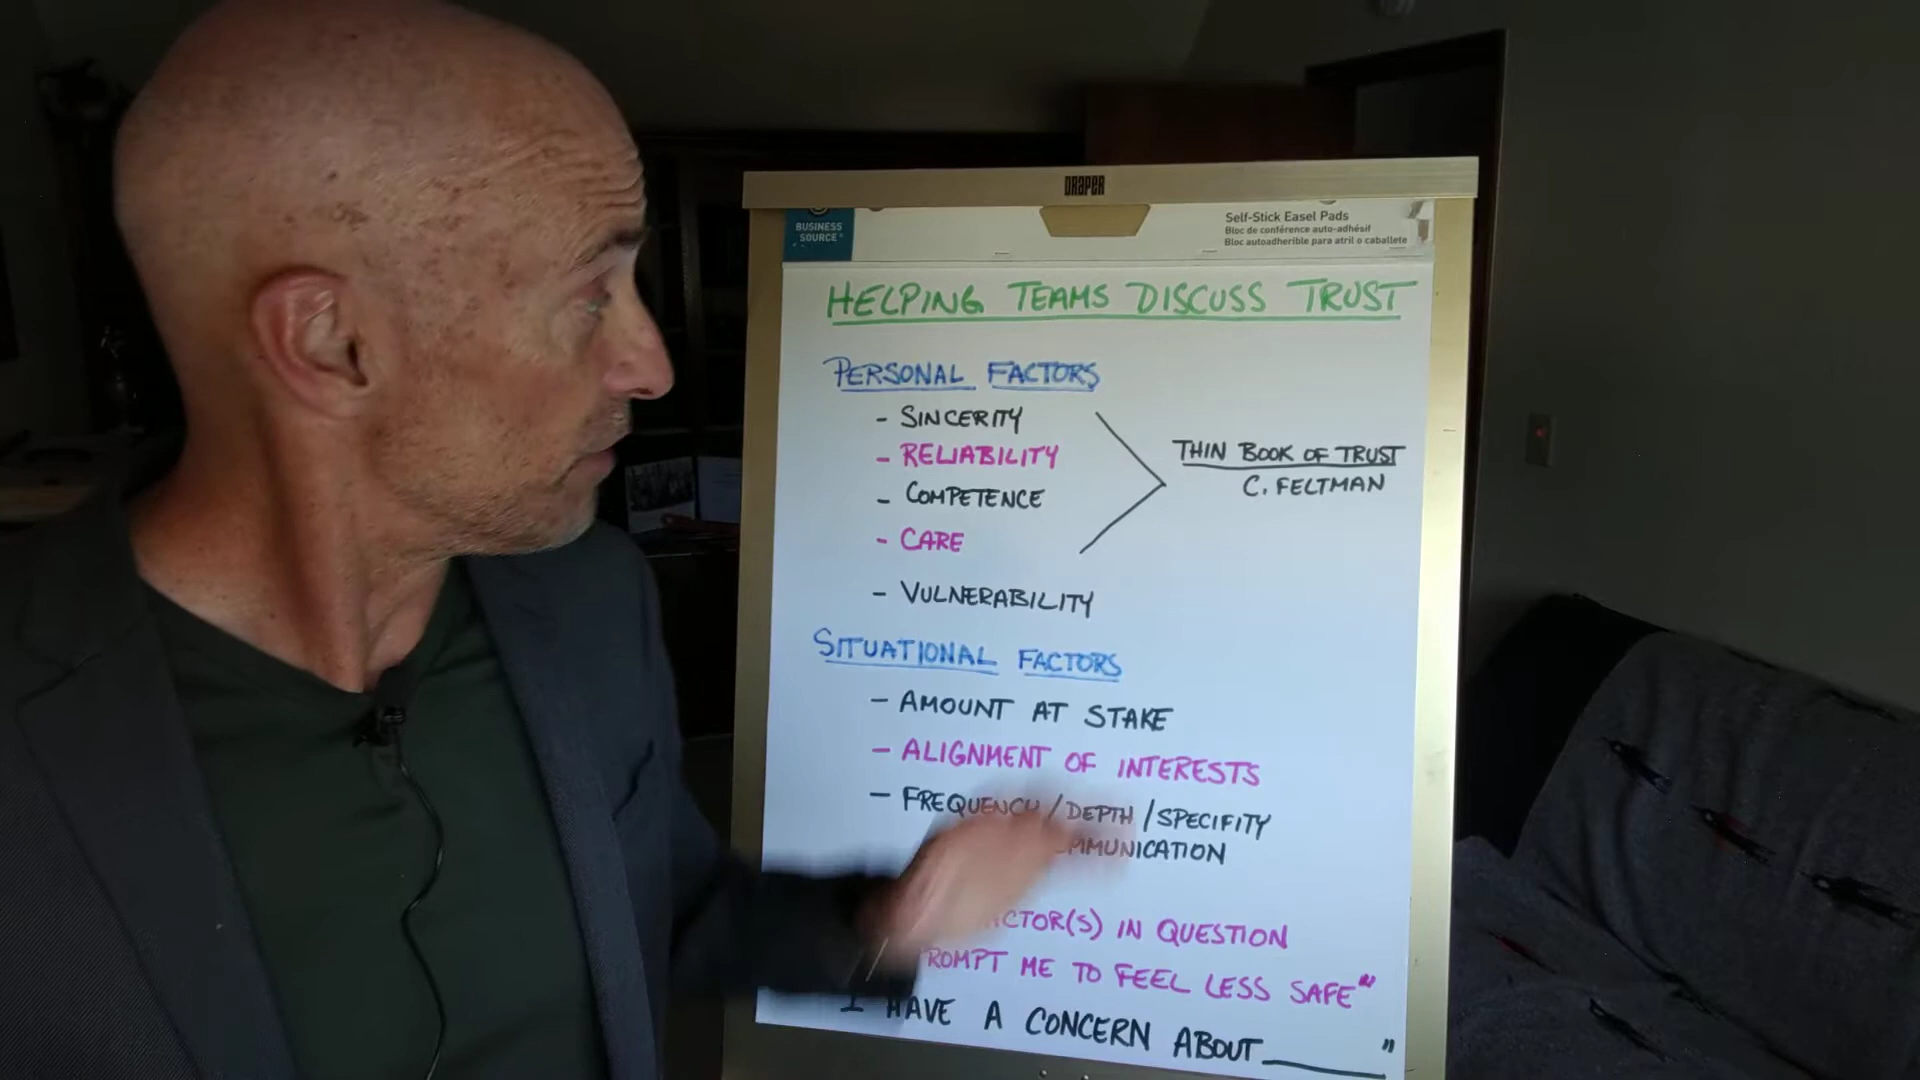 DRAPER
BUSINESS
SOURCE
Self-Stick Easel Pads
Bloc de conférence auto-adhésif
Bloc autoadherible para atril o caballete
HELPING TEAMS DISCUSS TRUST
PERSONAL FACTORS
- SINCERITY
- RELIABILITY
- COMPETENCE
- CARE
THIN BOOK OF TRUST
C. FELTMAN
- VULNERABILITY
SITUATIONAL FACTORS
- AMOUNT AT STAKE
- ALIGNMENT OF INTERESTS
- FREQUENCY / DEPTH / SPECIFITY
MMUNICATION
ACTOR(S) IN QUESTION
ROMPT ME TO FEEL LESS SAFE"
I HAVE A CONCERN ABOUT ______"